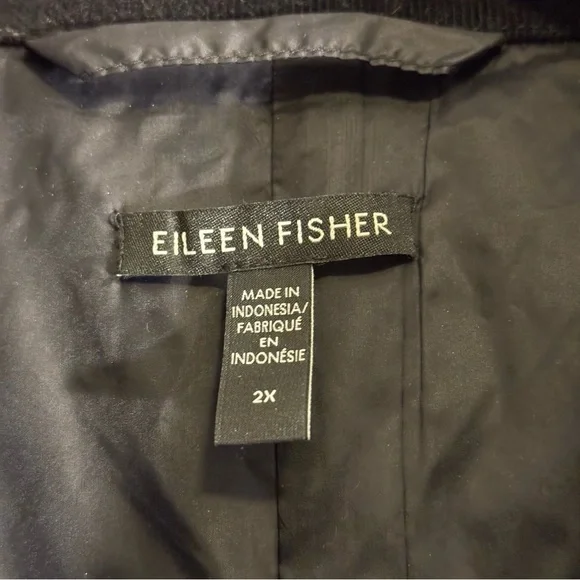 EILEEN FISHER
MADE IN
INDONESIA/
FABRIQUÉ
EN
INDONÉSIE
2X